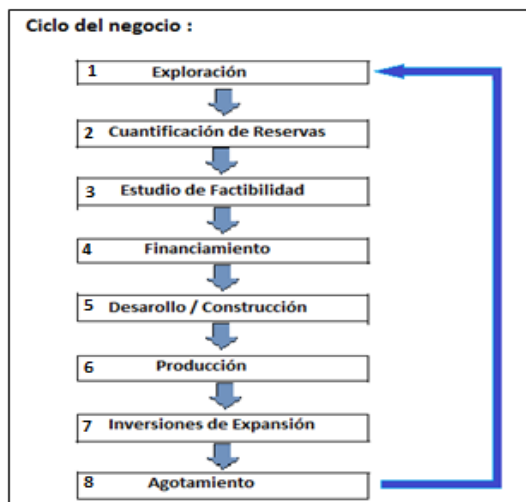 Ciclo del negocio :
1 Exploración
2 Cuantificación de Reservas
3 Estudio de Factibilidad
4 Financiamiento
5 Desarollo / Construcción
6 Producción
7 Inversiones de Expansión
8 Agotamiento